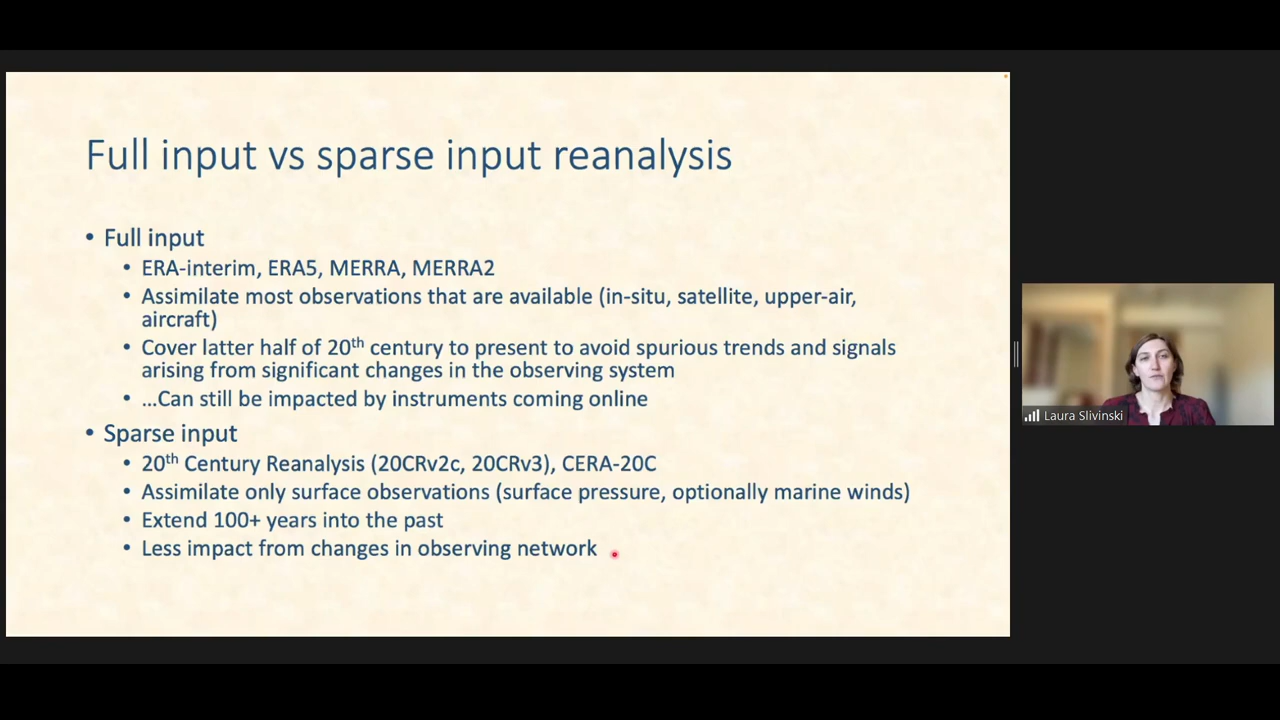 Full input vs sparse input reanalysis
• Full input
• ERA-interim, ERA5, MERRA, MERRA2
• Assimilate most observations that are available (in-situ, satellite, upper-air,
aircraft)
• Cover latter half of 20th century to present to avoid spurious trends and signals
arising from significant changes in the observing system
• …Can still be impacted by instruments coming online
• Sparse input
• 20th Century Reanalysis (20CRv2c, 20CRv3), CERA-20C
• Assimilate only surface observations (surface pressure, optionally marine winds)
• Extend 100+ years into the past
• Less impact from changes in observing network
Laura Slivinski